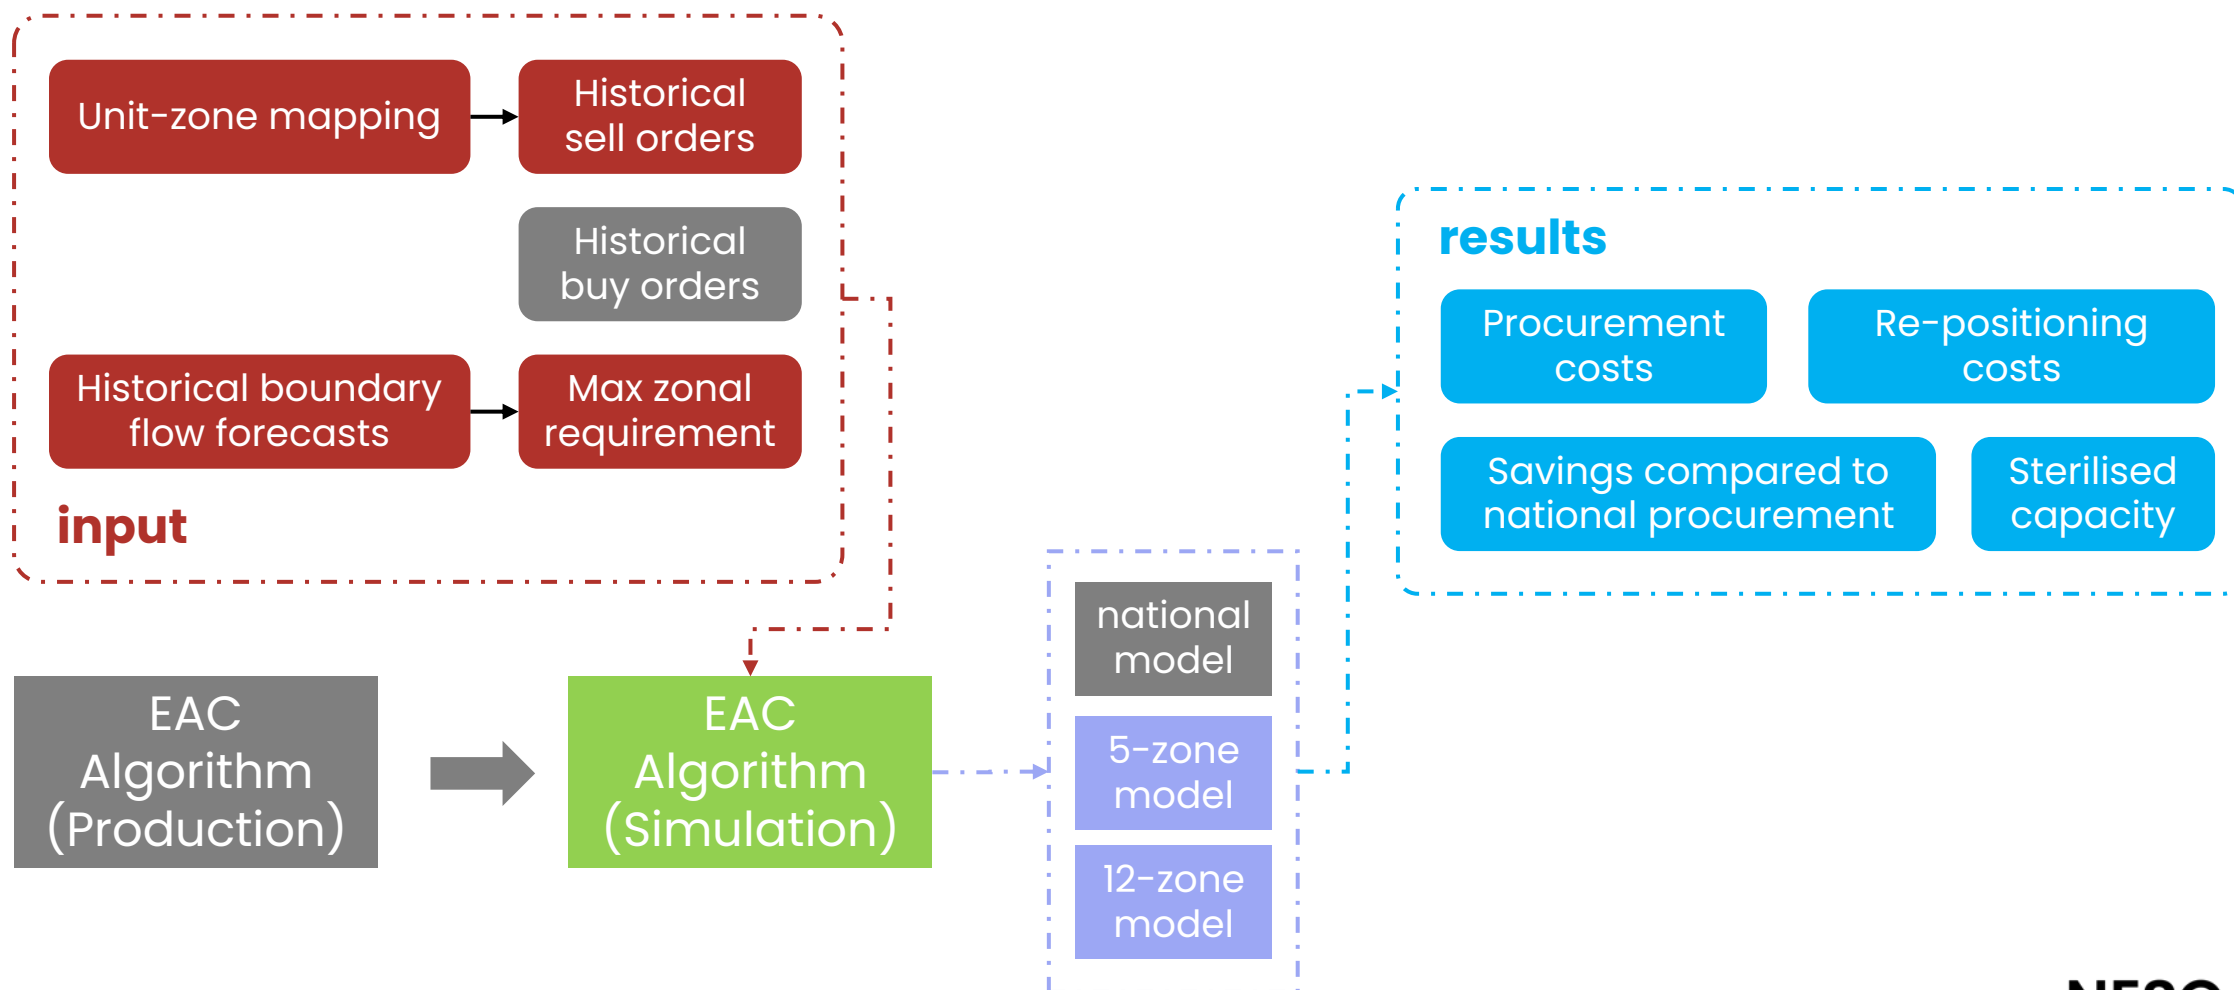 Unit-zone mapping
Historical
sell orders
Historical
buy orders
Historical boundary
flow forecasts
Max zonal
requirement
input
EAC
Algorithm
(Production)
EAC
Algorithm
(Simulation)
national
model
5-zone
model
12-zone
model
results
Procurement
costs
Re-positioning
costs
Savings compared to
national procurement
Sterilised
capacity